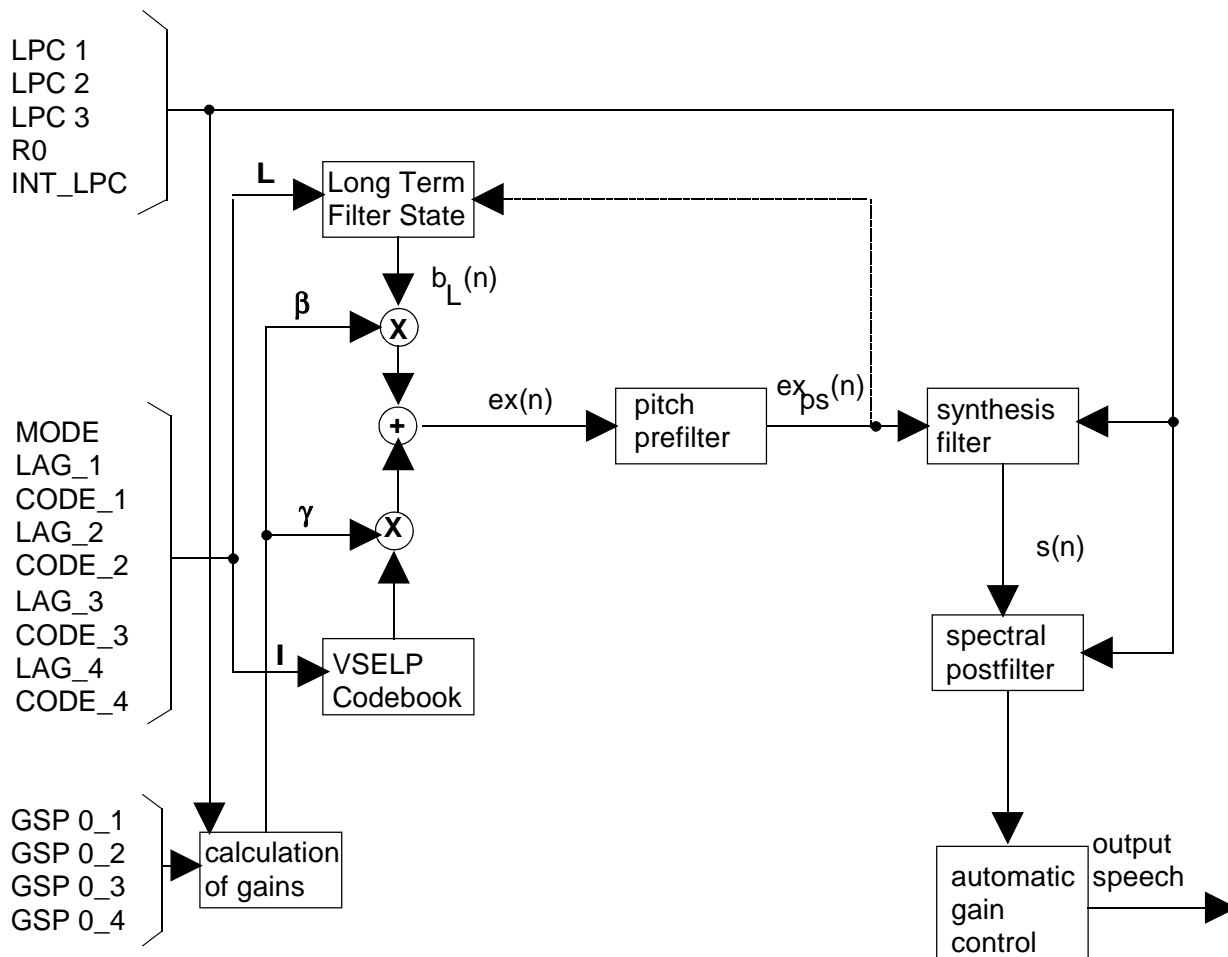 LPC 1
LPC 2
LPC 3
R0
INT_LPC
L
Long Term
Filter State
b_L(n)
β
X
+
ex(n)
pitch
prefilter
ex_ps(n)
synthesis
filter
MODE
LAG_1
CODE_1
LAG_2
CODE_2
LAG_3
CODE_3
LAG_4
CODE_4
γ
X
s(n)
I
VSELP
Codebook
spectral
postfilter
GSP 0_1
GSP 0_2
GSP 0_3
GSP 0_4
calculation
of gains
automatic
gain
control
output
speech